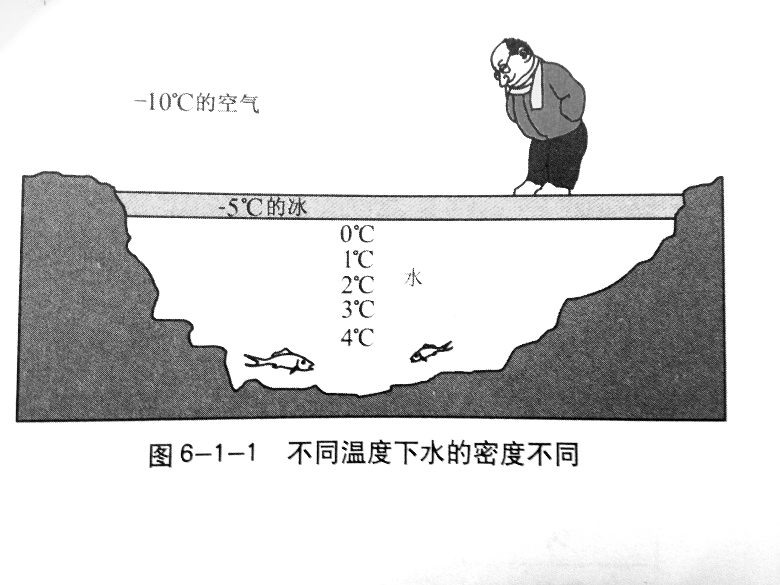 -10℃的空气
-5℃的冰
0℃
1℃
2℃
水
3℃
4℃
图 6-1-1 不同温度下水的密度不同